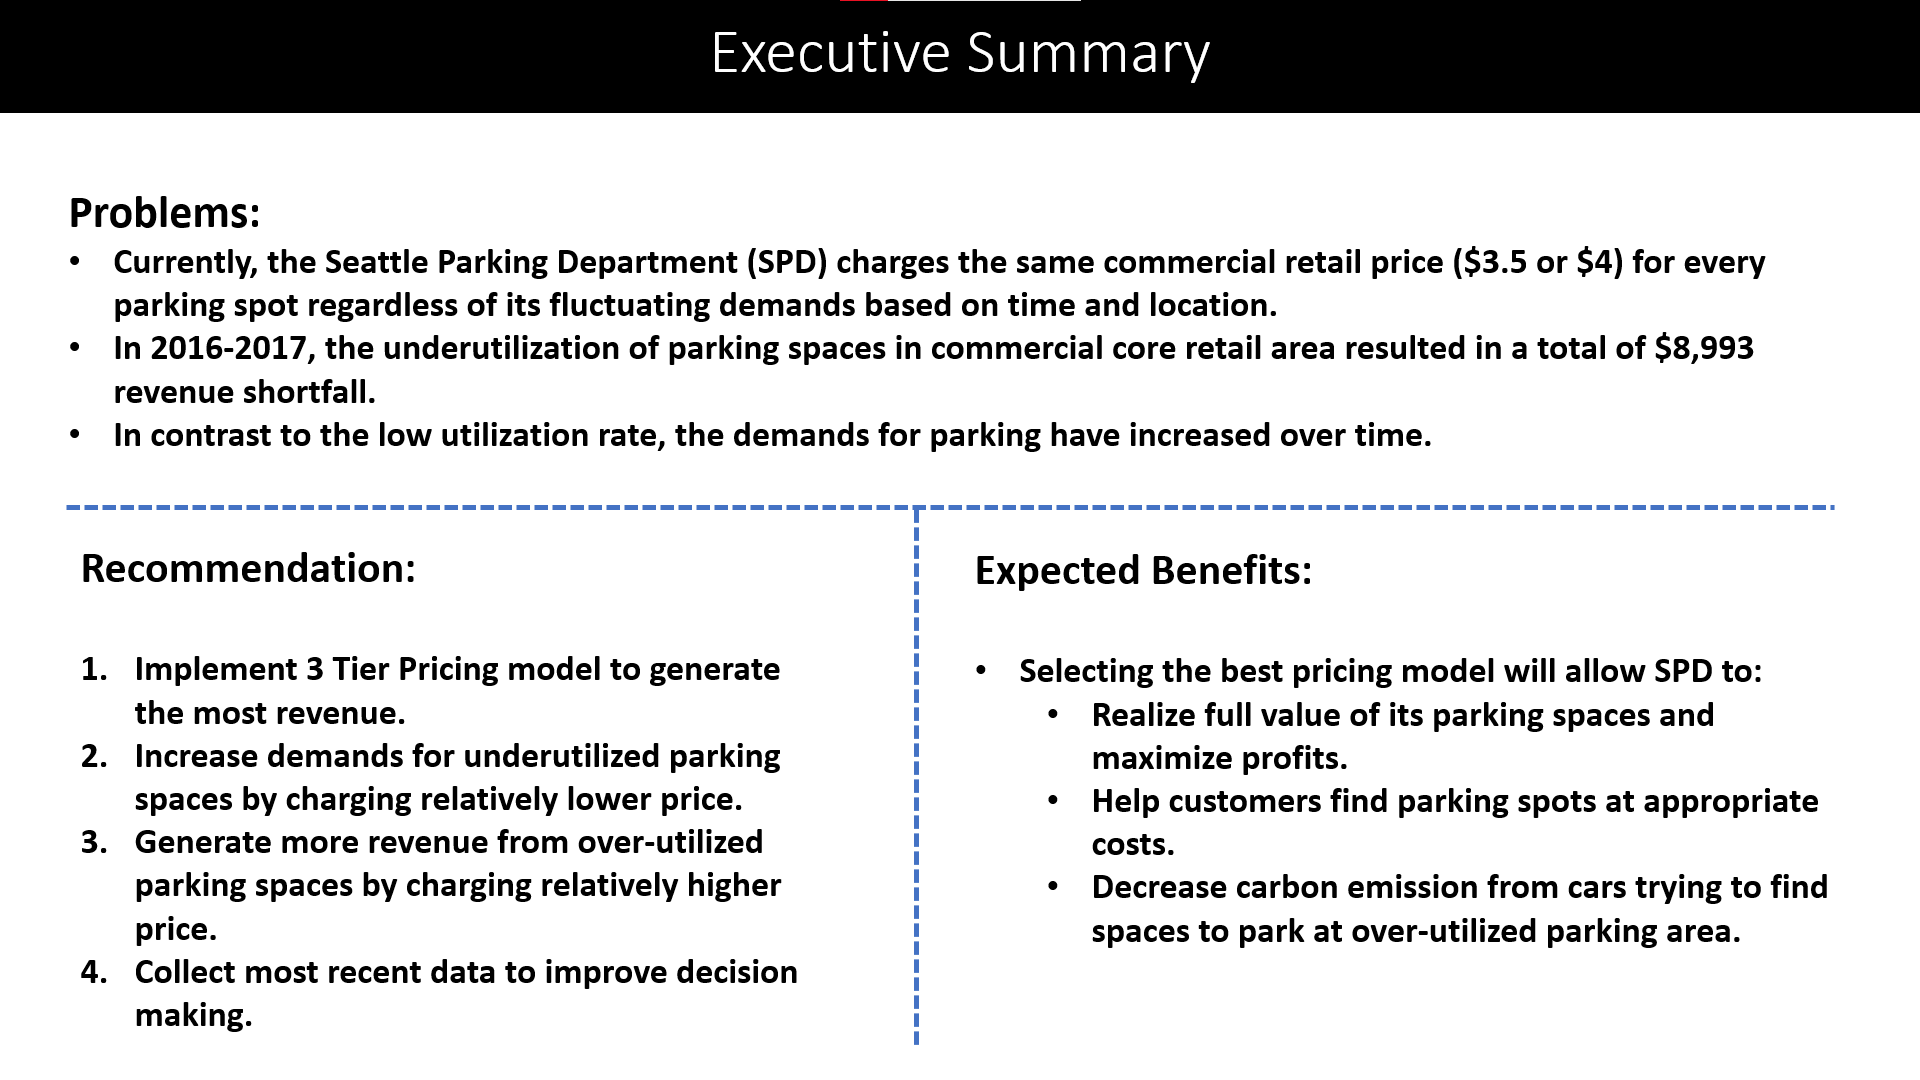 Executive Summary
Problems:
• Currently, the Seattle Parking Department (SPD) charges the same commercial retail price ($3.5 or $4) for every
parking spot regardless of its fluctuating demands based on time and location.
• In 2016-2017, the underutilization of parking spaces in commercial core retail area resulted in a total of $8,993
revenue shortfall.
• In contrast to the low utilization rate, the demands for parking have increased over time.
Recommendation:
1. Implement 3 Tier Pricing model to generate
the most revenue.
2. Increase demands for underutilized parking
spaces by charging relatively lower price.
3. Generate more revenue from over-utilized
parking spaces by charging relatively higher
price.
4. Collect most recent data to improve decision
making.
Expected Benefits:
• Selecting the best pricing model will allow SPD to:
• Realize full value of its parking spaces and
maximize profits.
• Help customers find parking spots at appropriate
costs.
• Decrease carbon emission from cars trying to find
spaces to park at over-utilized parking area.